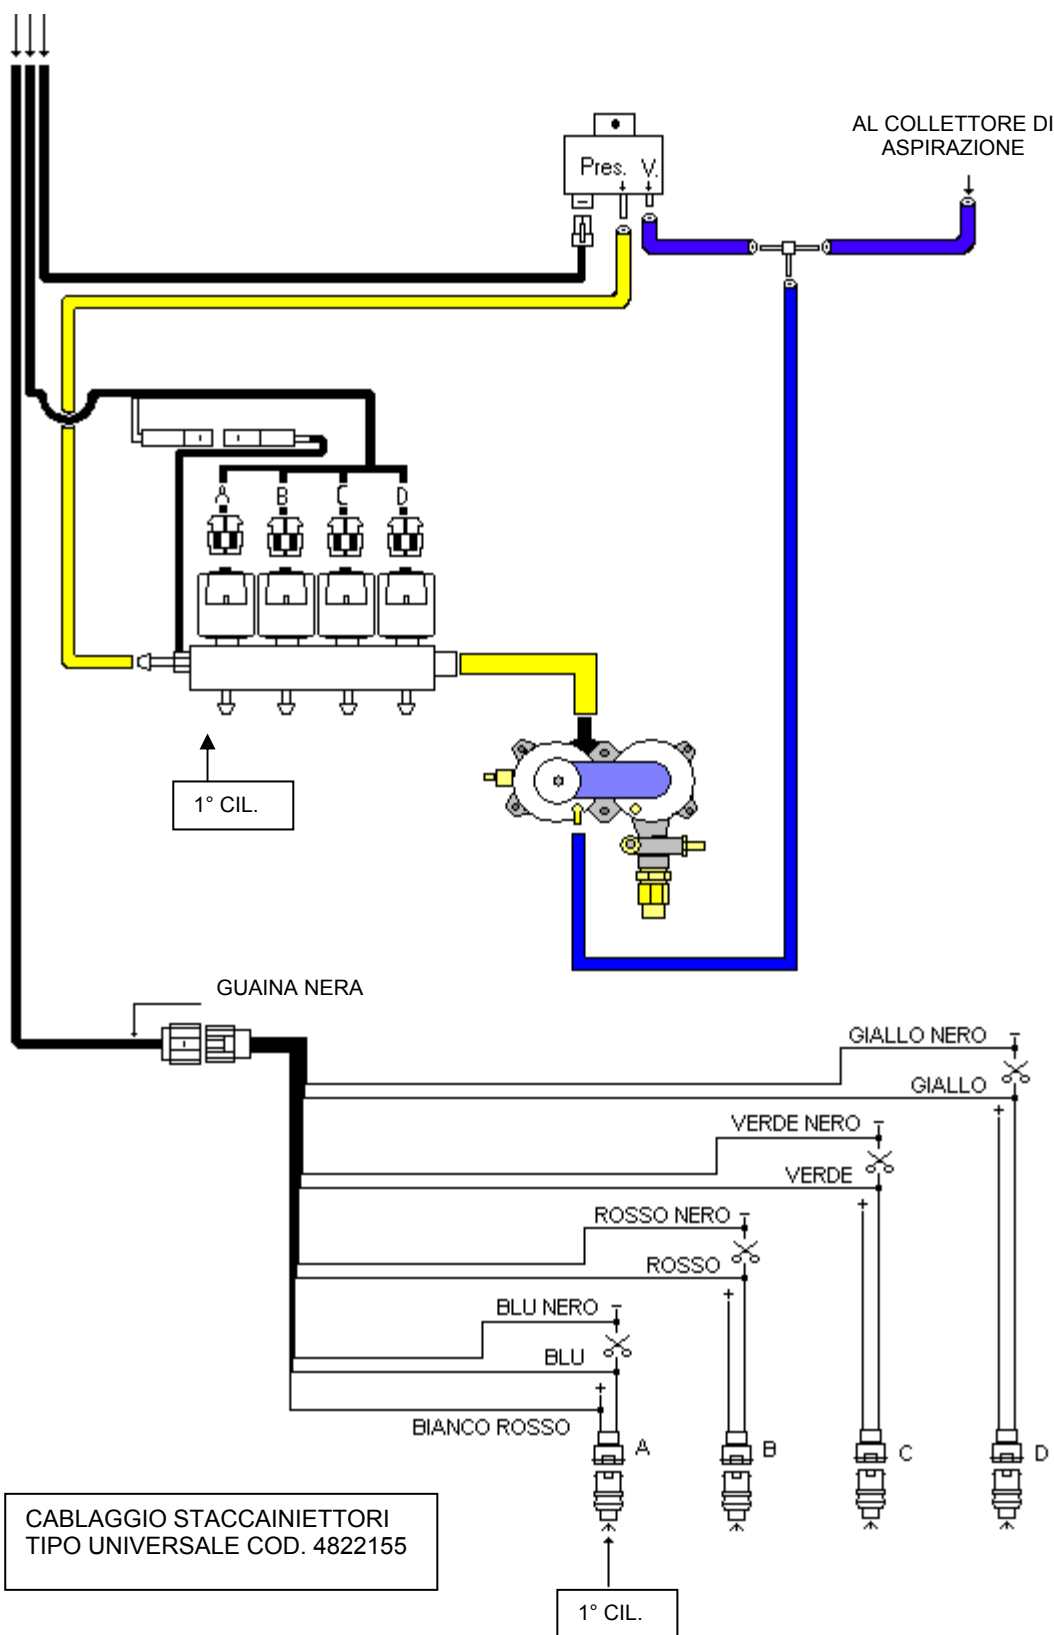 AL COLLETTORE DI
ASPIRAZIONE
Pres. V.
A B C D
1° CIL.
GUAINA NERA
GIALLO NERO -
GIALLO
+
VERDE NERO -
VERDE
+
ROSSO NERO -
ROSSO
+
BLU NERO -
BLU
+
BIANCO ROSSO
A B C D
CABLAGGIO STACCAINIETTORI
TIPO UNIVERSALE COD. 4822155
1° CIL.